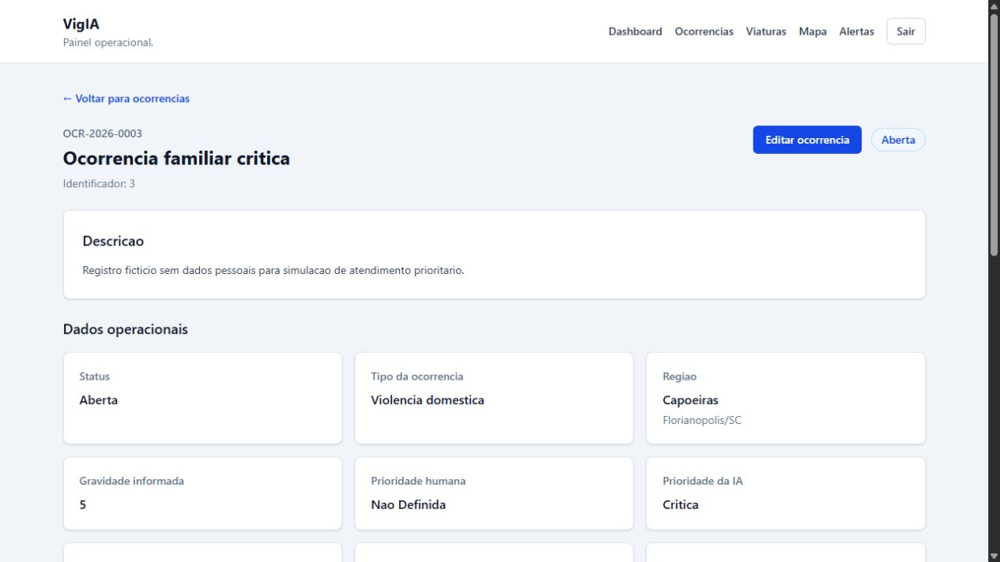 VigIA
Painel operacional.
Dashboard Ocorrencias Viaturas Mapa Alertas Sair
← Voltar para ocorrencias
OCR-2026-0003
Ocorrencia familiar critica
Identificador: 3
Editar ocorrencia Aberta
Descricao
Registro ficticio sem dados pessoais para simulacao de atendimento prioritario.
Dados operacionais
Status
Aberta
Tipo da ocorrencia
Violencia domestica
Regiao
Capoeiras
Florianopolis/SC
Gravidade informada
5
Prioridade humana
Nao Definida
Prioridade da IA
Critica